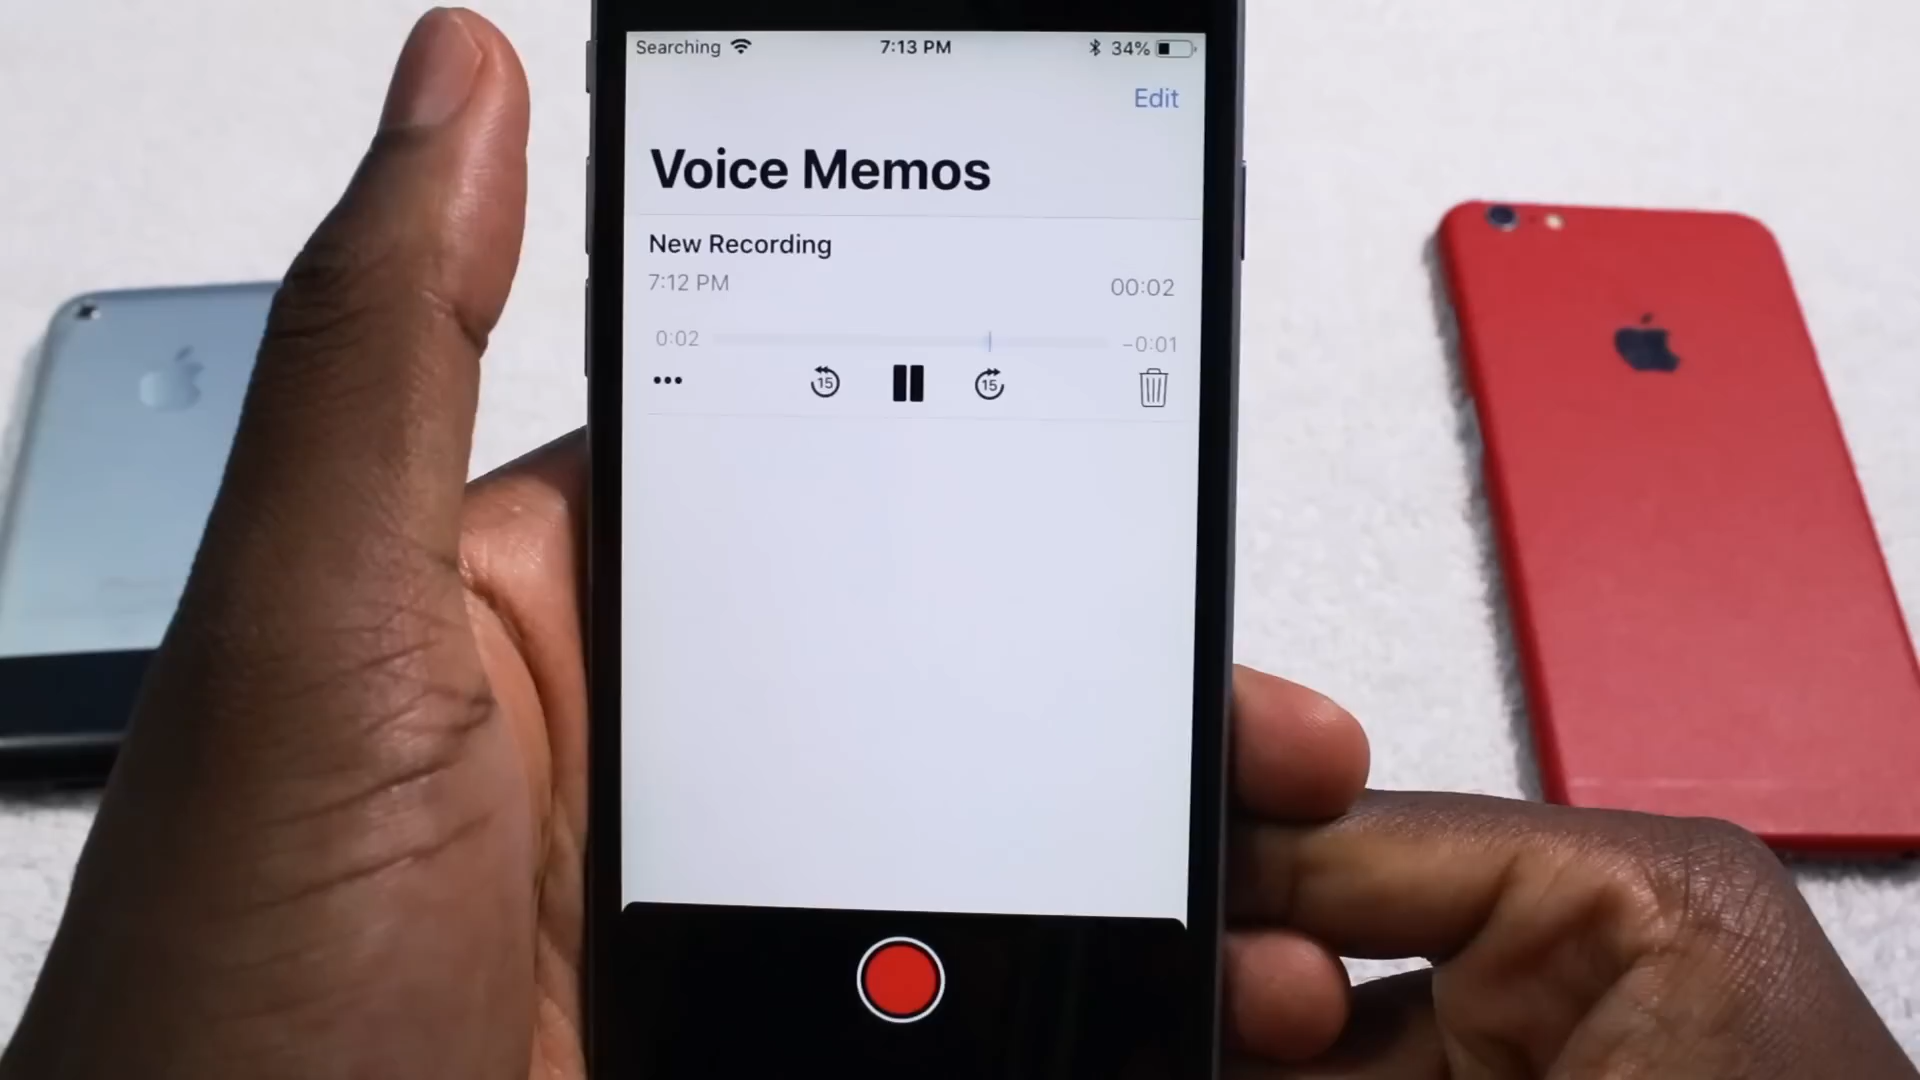 Searching 7:13 PM 34%
Edit
Voice Memos
New Recording
7:12 PM 00:02
0:02 -0:01
15 15